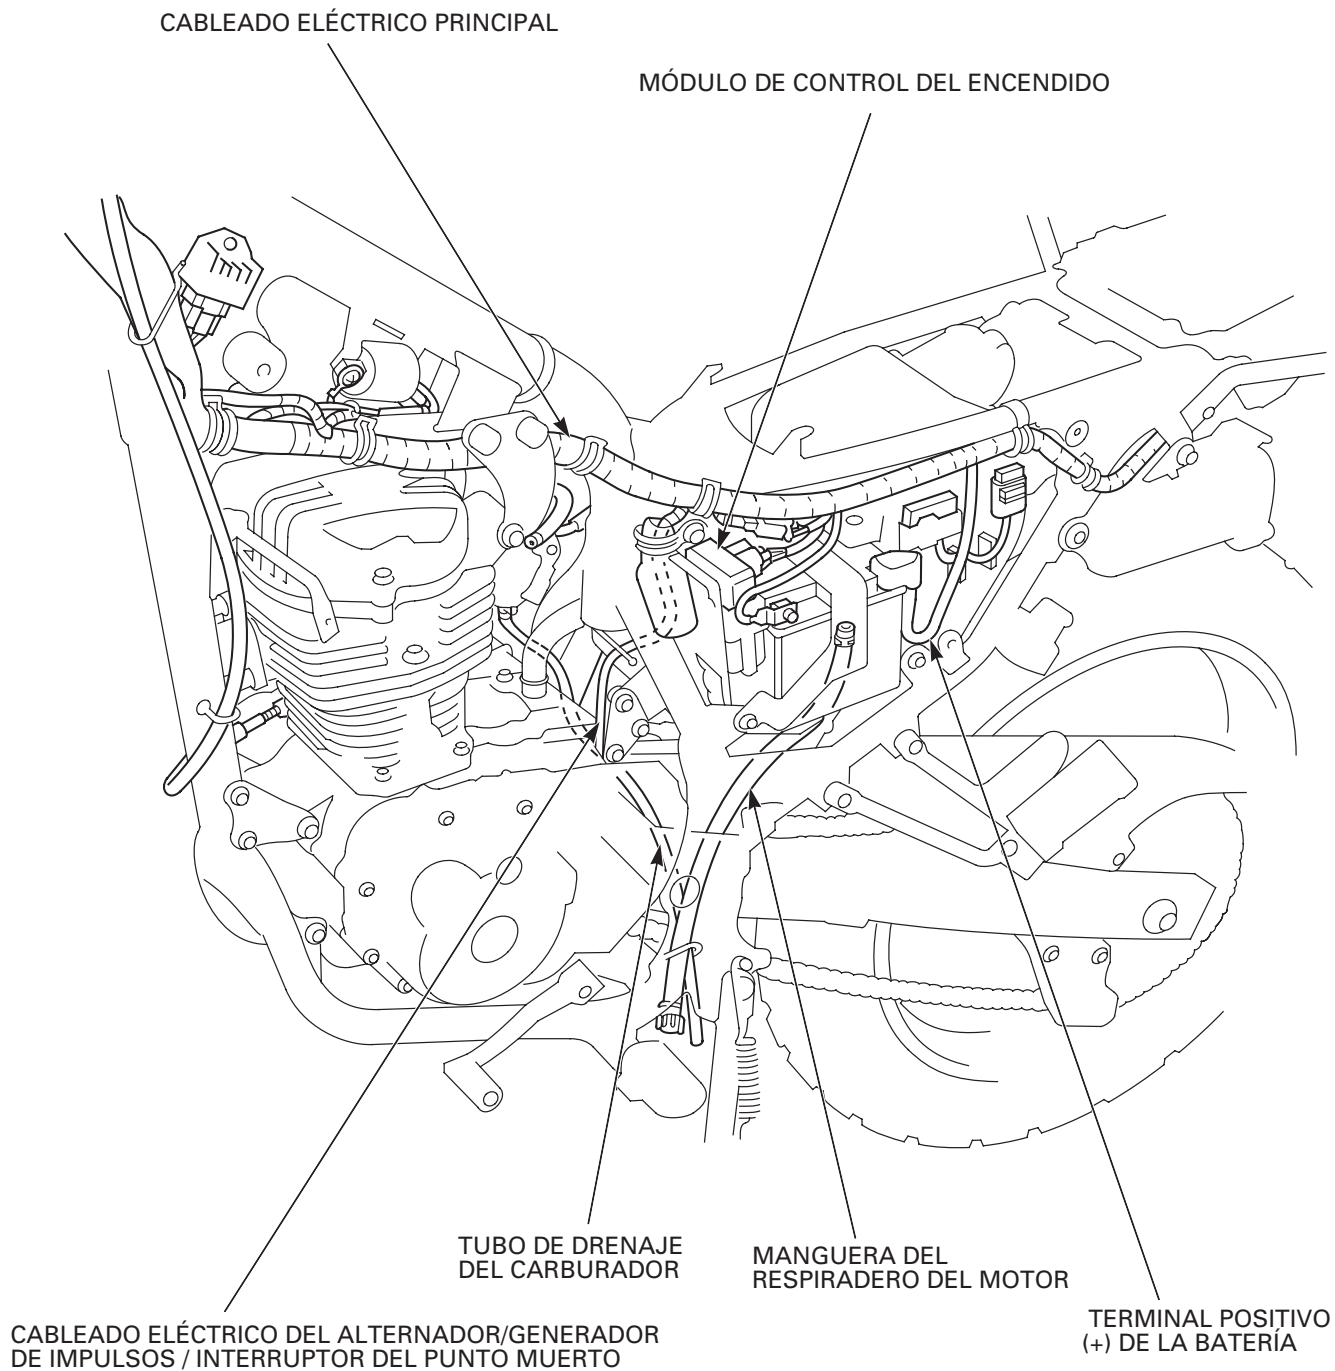 CABLEADO ELÉCTRICO PRINCIPAL
MÓDULO DE CONTROL DEL ENCENDIDO
TUBO DE DRENAJE
DEL CARBURADOR
MANGUERA DEL
RESPIRADERO DEL MOTOR
TERMINAL POSITIVO
(+) DE LA BATERÍA
CABLEADO ELÉCTRICO DEL ALTERNADOR/GENERADOR
DE IMPULSOS / INTERRUPTOR DEL PUNTO MUERTO